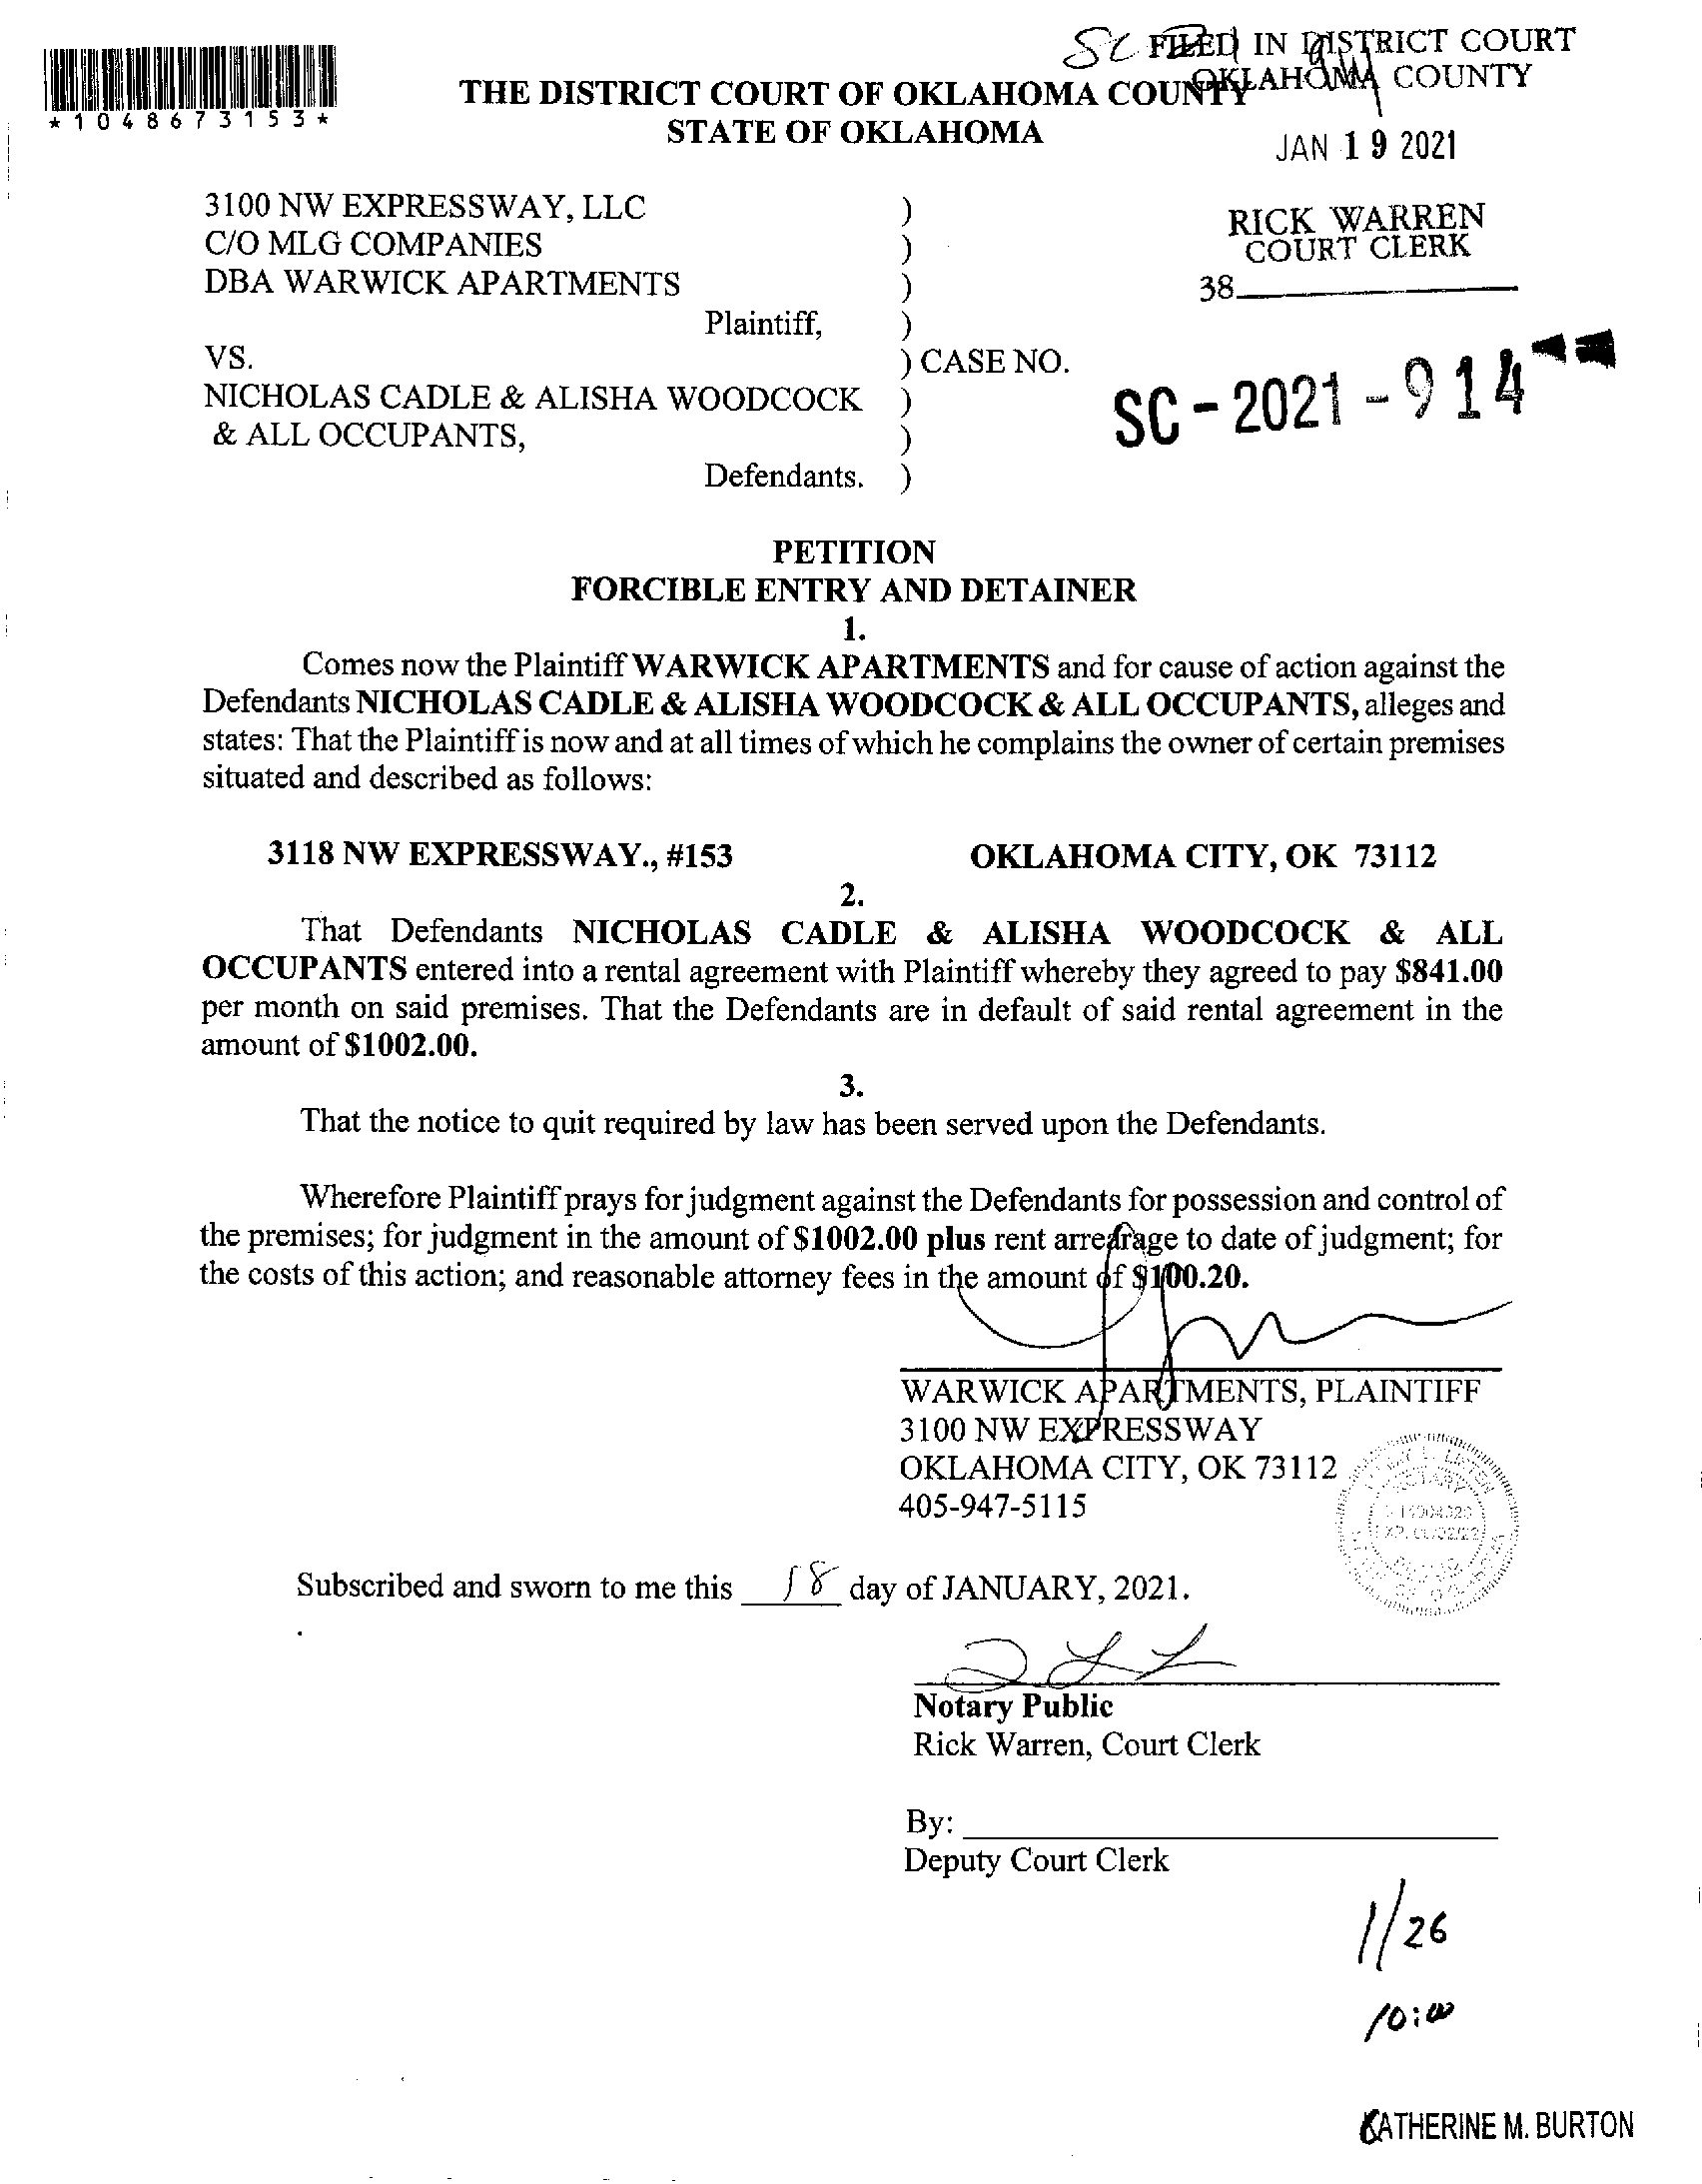 SC FILED IN DISTRICT COURT
OKLAHOMA COUNTY
*1048673153*
THE DISTRICT COURT OF OKLAHOMA COUNTY
STATE OF OKLAHOMA
JAN 19 2021
RICK WARREN
COURT CLERK
38
3100 NW EXPRESSWAY, LLC )
C/O MLG COMPANIES )
DBA WARWICK APARTMENTS )
Plaintiff, )
VS. ) CASE NO.
SC-2021-914
NICHOLAS CADLE & ALISHA WOODCOCK )
& ALL OCCUPANTS, )
Defendants. )
PETITION
FORCIBLE ENTRY AND DETAINER
1.
Comes now the Plaintiff WARWICK APARTMENTS and for cause of action against the
Defendants NICHOLAS CADLE & ALISHA WOODCOCK & ALL OCCUPANTS, alleges and
states: That the Plaintiff is now and at all times of which he complains the owner of certain premises
situated and described as follows:
3118 NW EXPRESSWAY., #153 OKLAHOMA CITY, OK 73112
2.
That Defendants NICHOLAS CADLE & ALISHA WOODCOCK & ALL
OCCUPANTS entered into a rental agreement with Plaintiff whereby they agreed to pay $841.00
per month on said premises. That the Defendants are in default of said rental agreement in the
amount of $1002.00.
3.
That the notice to quit required by law has been served upon the Defendants.
Wherefore Plaintiff prays for judgment against the Defendants for possession and control of
the premises; for judgment in the amount of $1002.00 plus rent arrearage to date of judgment; for
the costs of this action; and reasonable attorney fees in the amount of $100.20.
WARWICK APARTMENTS, PLAINTIFF
3100 NW EXPRESSWAY
OKLAHOMA CITY, OK 73112
405-947-5115
Subscribed and sworn to me this 18 day of JANUARY, 2021.
Notary Public
Rick Warren, Court Clerk
By:
Deputy Court Clerk
1/26
10:00
KATHERINE M. BURTON